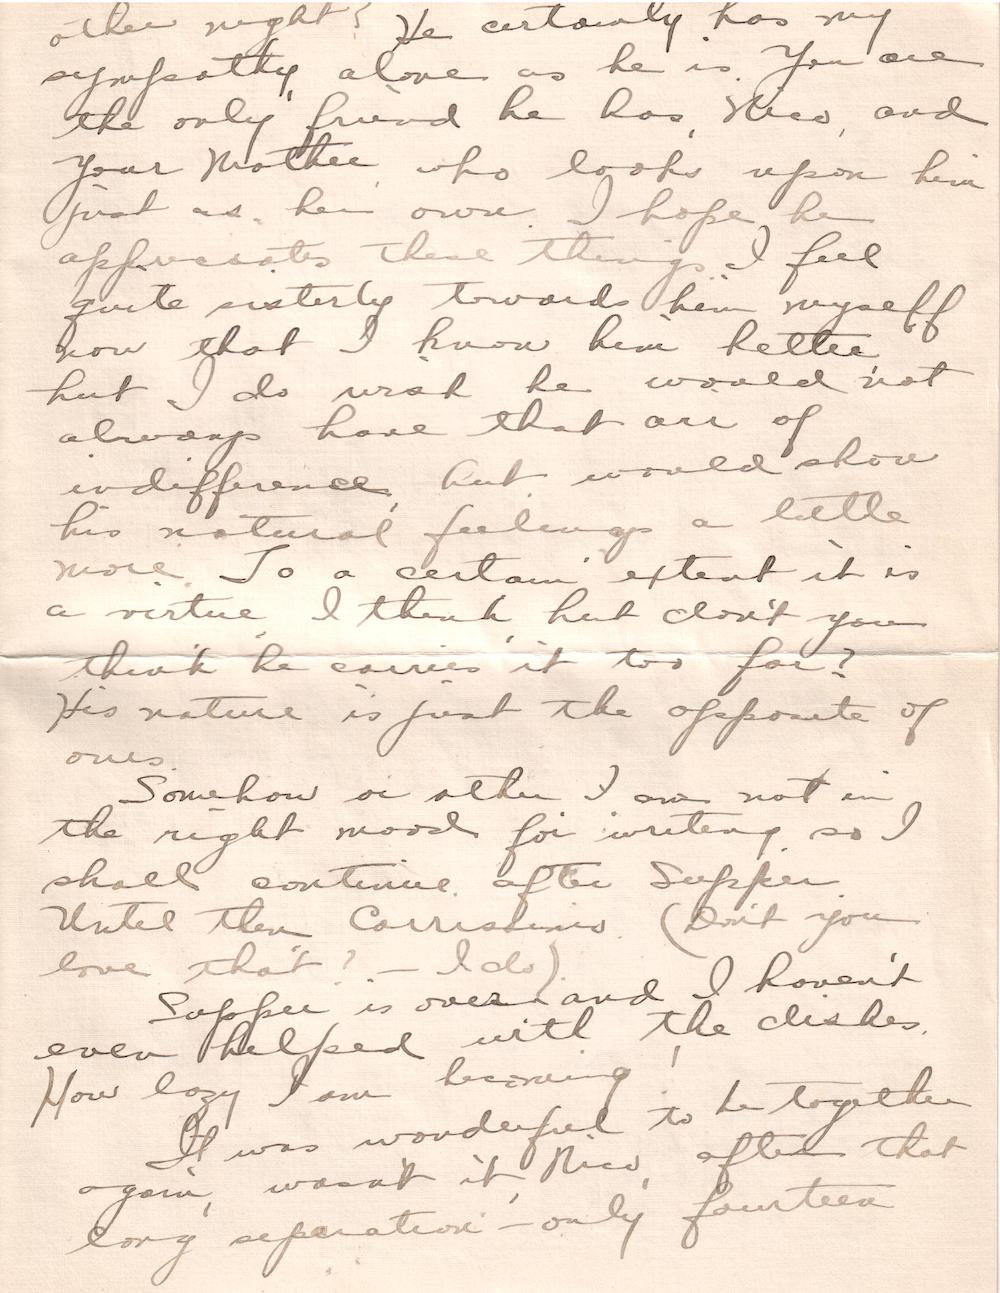 other night? He certainly has my
sympathy, alone as he is. You are
the only friend he has, Nico, and
your Mother, who looks upon him
just as her own. I hope he
appreciates these things. I feel
quite sisterly towards him myself
now that I know him better,
but I do wish he would not
always have that air of
indifference, but would show
his natural feelings a little
more. To a certain extent it is
a virtue, I think, but don't you
think he carries it too far?
His nature is just the opposite of
ours.
Somehow or other I am not in
the right mood for writing, so I
shall continue after Supper.
Until then Carrissimo. (Don't you
love that? - I do).
Supper is over and I haven't
even helped with the dishes.
How lazy I am becoming!
It was wonderful to be together
again, wasn't it, Nico, after that
long seperation - only fourteen